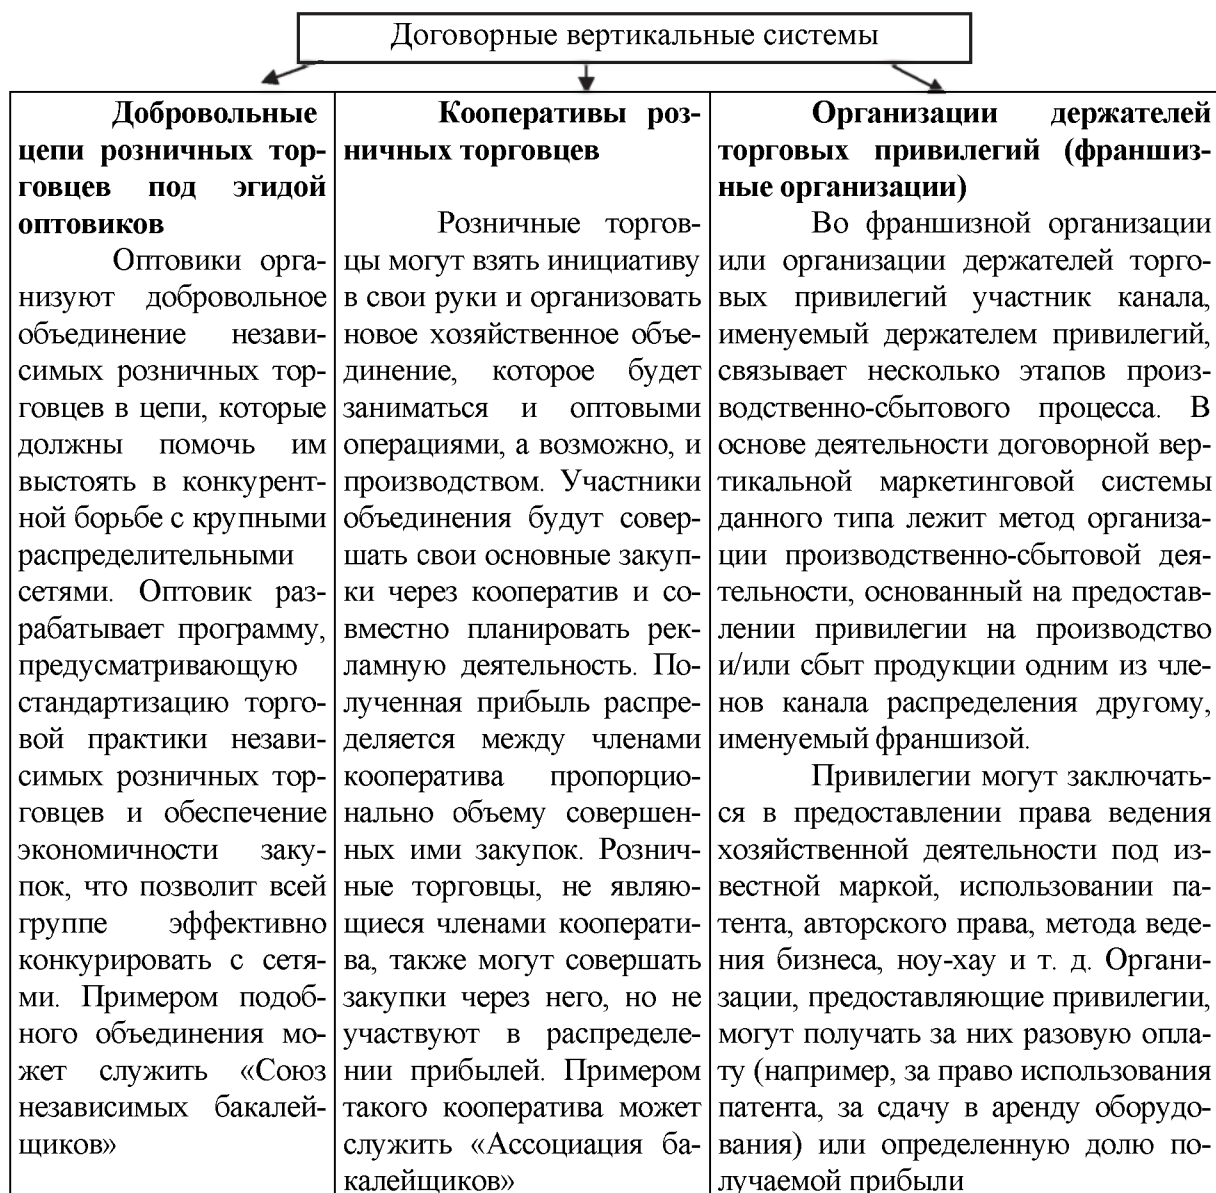 Договорные вертикальные системы
Добровольные
цепи розничных тор-
говцев под эгидой
оптовиков
Оптовики орга-
низуют добровольное
объединение незави-
симых розничных тор-
говцев в цепи, которые
должны помочь им
выстоять в конкурент-
ной борьбе с крупными
распределительными
сетями. Оптовик раз-
рабатывает программу,
предусматривающую
стандартизацию торго-
вой практики незави-
симых розничных тор-
говцев и обеспечение
экономичности заку-
пок, что позволит всей
группе эффективно
конкурировать с сетя-
ми. Примером подоб-
ного объединения мо-
жет служить «Союз
независимых бакалей-
щиков»
Кооперативы роз-
ничных торговцев
Розничные торгов-
цы могут взять инициативу
в свои руки и организовать
новое хозяйственное объе-
динение, которое будет
заниматься и оптовыми
операциями, а возможно, и
производством. Участники
объединения будут совер-
шать свои основные закуп-
ки через кооператив и со-
вместно планировать рек-
ламную деятельность. По-
лученная прибыль распре-
деляется между членами
кооператива пропорцио-
нально объему совершен-
ных ими закупок. Рознич-
ные торговцы, не являю-
щиеся членами кооперати-
ва, также могут совершать
закупки через него, но не
участвуют в распределе-
нии прибылей. Примером
такого кооператива может
служить «Ассоциация ба-
калейщиков»
Организации держателей
торговых привилегий (франшиз-
ные организации)
Во франшизной организации
или организации держателей торго-
вых привилегий участник канала,
именуемый держателем привилегий,
связывает несколько этапов произ-
водственно-сбытового процесса. В
основе деятельности договорной вер-
тикальной маркетинговой системы
данного типа лежит метод организа-
ции производственно-сбытовой дея-
тельности, основанный на предостав-
лении привилегии на производство
и/или сбыт продукции одним из чле-
нов канала распределения другому,
именуемый франшизой.
Привилегии могут заключать-
ся в предоставлении права ведения
хозяйственной деятельности под из-
вестной маркой, использовании па-
тента, авторского права, метода веде-
ния бизнеса, ноу-хау и т. д. Органи-
зации, предоставляющие привилегии,
могут получать за них разовую опла-
ту (например, за право использования
патента, за сдачу в аренду оборудо-
вания) или определенную долю по-
лучаемой прибыли